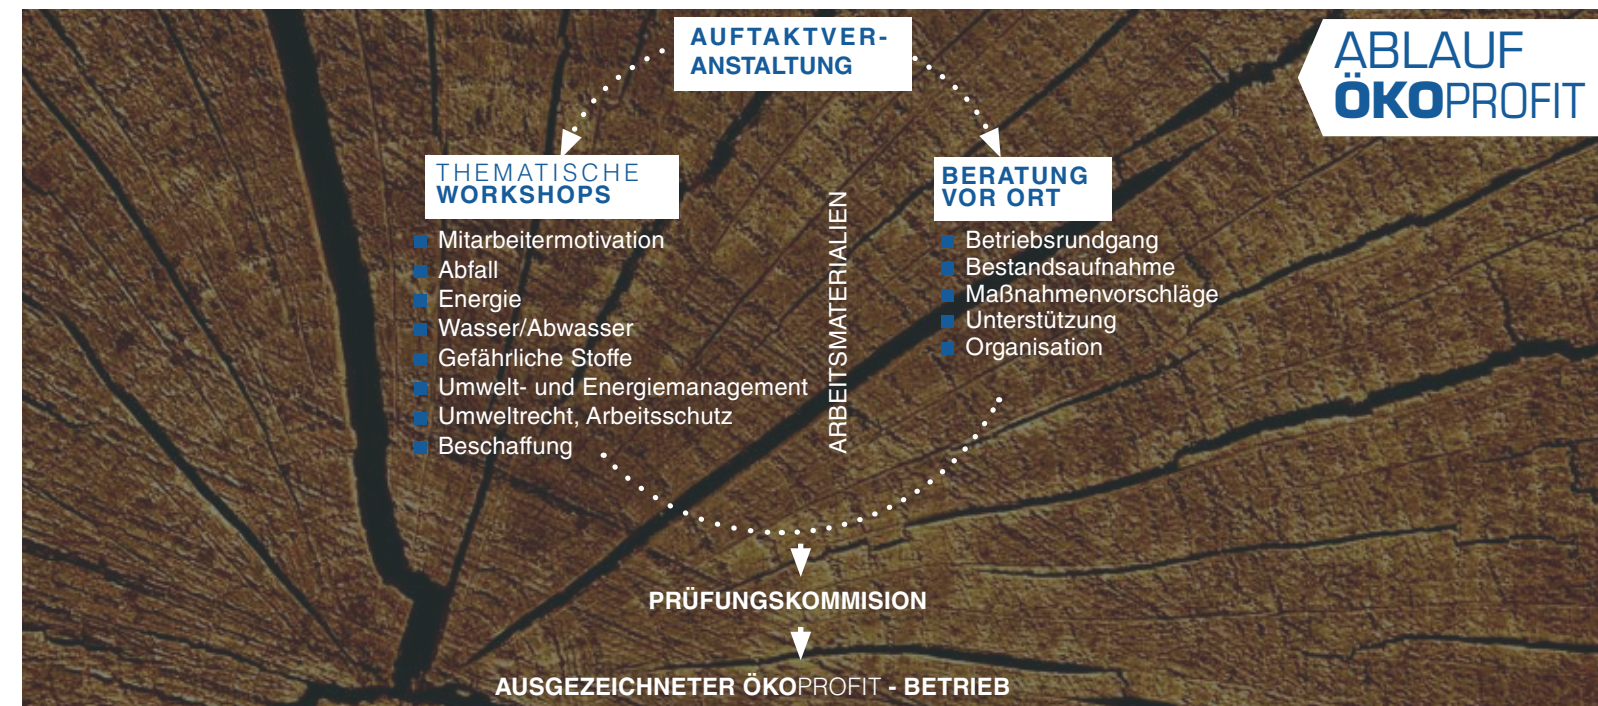 ABLAUF
ÖKOPROFIT
AUFTAKTVER-
ANSTALTUNG
THEMATISCHE
WORKSHOPS
Mitarbeitermotivation
Abfall
Energie
Wasser/Abwasser
Gefährliche Stoffe
Umwelt- und Energiemanagement
Umweltrecht, Arbeitsschutz
Beschaffung
ARBEITSMATERIALIEN
BERATUNG
VOR ORT
Betriebsrundgang
Bestandsaufnahme
Maßnahmenvorschläge
Unterstützung
Organisation
PRÜFUNGSKOMMISION
AUSGEZEICHNETER ÖKOPROFIT - BETRIEB